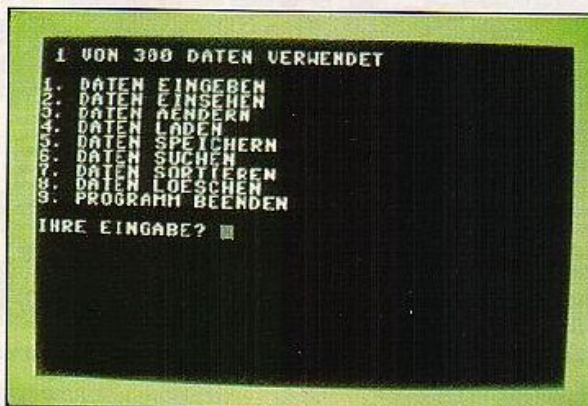 1 VON 300 DATEN VERWENDET
1. DATEN EINGEBEN
2. DATEN EINSEHEN
3. DATEN AENDERN
4. DATEN LADEN
5. DATEN SPEICHERN
6. DATEN SUCHEN
7. DATEN SORTIEREN
8. DATEN LOESCHEN
9. PROGRAMM BEENDEN
IHRE EINGABE?